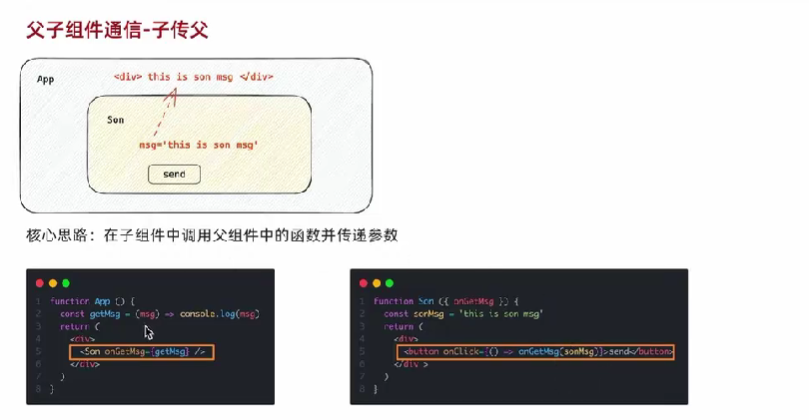 父子组件通信-子传父
App
<div> this is son msg </div>
Son
msg='this is son msg'
send
核心思路：在子组件中调用父组件中的函数并传递参数
1 function App () {
2 const getMsg = (msg) => console.log(msg)
3 return (
4 <div>
5 <Son onGetMsg={getMsg} />
6 </div>
7 )
8 }
1 function Son ({ onGetMsg }) {
2 const sonMsg = 'this is son msg'
3 return (
4 <div>
5 <button onClick={() => onGetMsg(sonMsg)}>send</button>
6 </div >
7 )
8 }